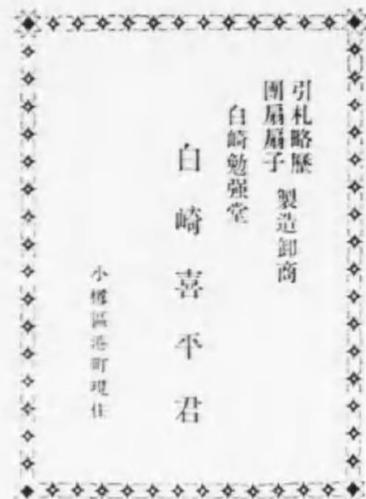 引札略歷
團扇扇子 製造卸商
白崎勉强堂
白崎喜平君
小樽區港町現住